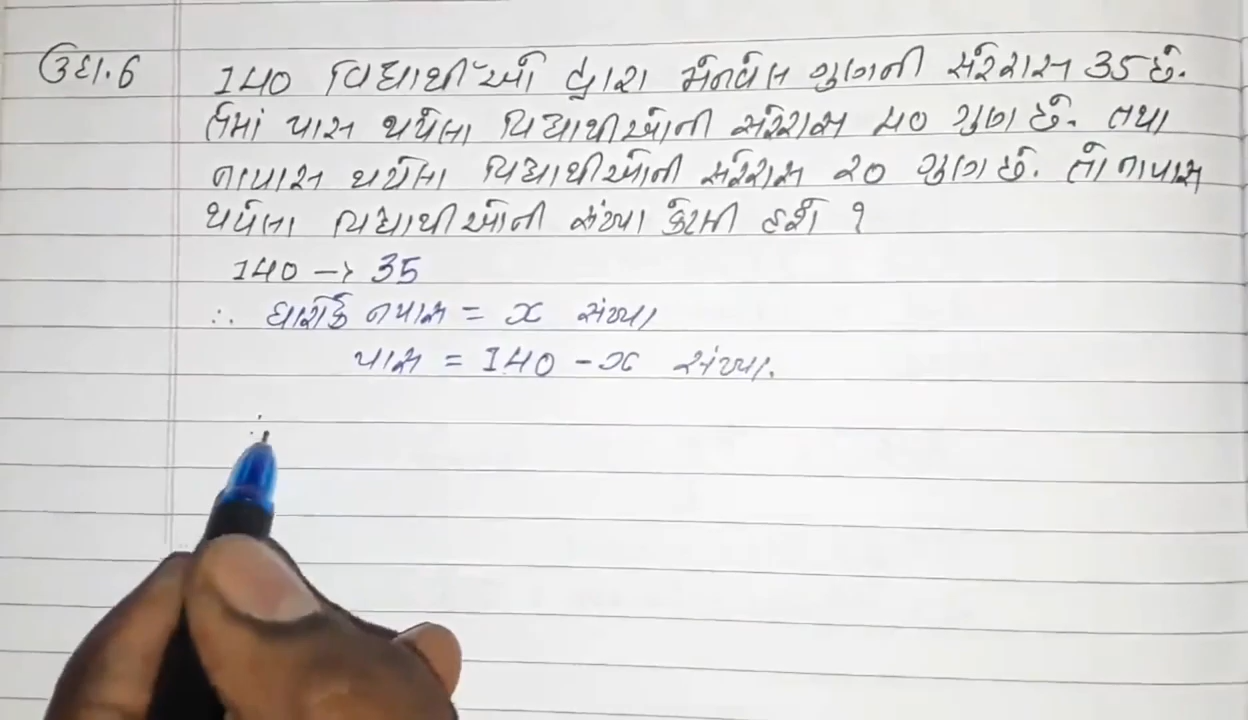 ઉદા.6 140 વિદ્યાર્થીઓ દ્વારા મેળવેલ ગુણની સરેરાશ 35 છે.
તેમાં પાસ થયેલા વિદ્યાર્થીઓની સરેરાશ 40 ગુણ છે. તથા
નાપાસ થયેલા વિદ્યાર્થીઓની સરેરાશ 20 ગુણ છે. તો નાપાસ
થયેલા વિદ્યાર્થીઓની સંખ્યા કેટલી હશે ?
140 → 35
∴ ધારોકે નપાસ = x સંખ્યા
પાસ = 140 - x સંખ્યા.